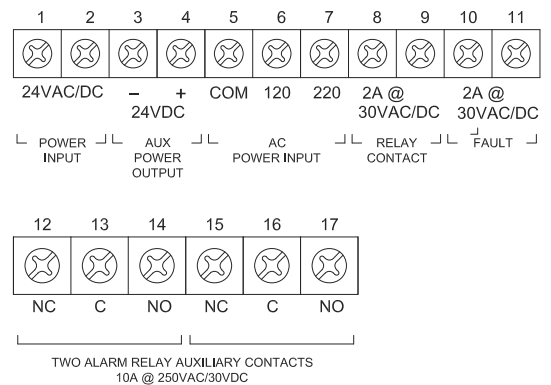 1 2 3 4 5 6 7 8 9 10 11
24VAC/DC – + COM 120 220 2A @ 2A @
24VDC 30VAC/DC 30VAC/DC
POWER AUX AC RELAY FAULT
INPUT POWER POWER INPUT CONTACT
OUTPUT
12 13 14 15 16 17
NC C NO NC C NO
TWO ALARM RELAY AUXILIARY CONTACTS
10A @ 250VAC/30VDC